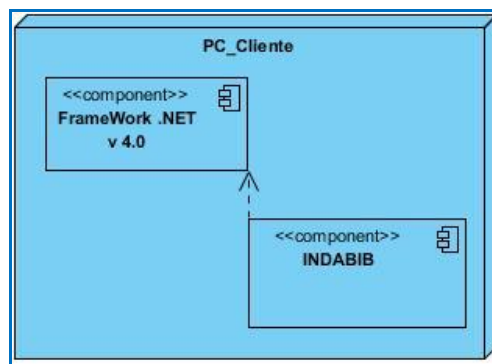 PC_Cliente
<<component>>
FrameWork .NET
v 4.0
<<component>>
INDABIB